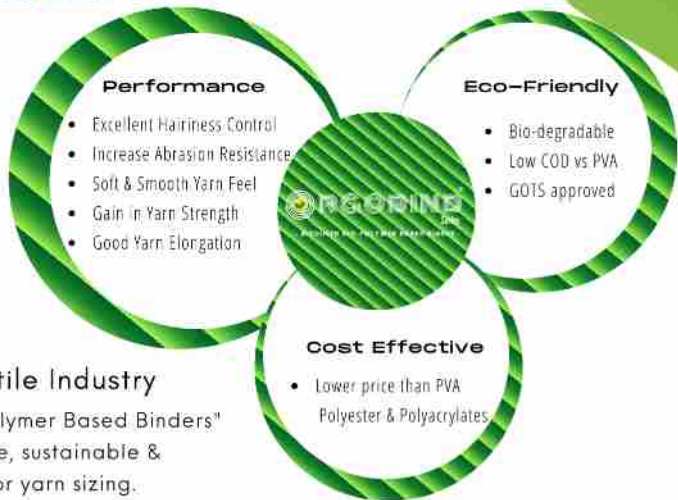 Performance
• Excellent Hairiness Control
• Increase Abrasion Resistance
• Soft & Smooth Yarn Feel
• Gain in Yarn Strength
• Good Yarn Elongation
Eco-Friendly
• Bio-degradable
• Low COD vs PVA
• GOTS approved
ORGOBIND
Cost Effective
• Lower price than PVA
Polyester & Polyacrylates
tile Industry
lymer Based Binders"
e, sustainable &
or yarn sizing.